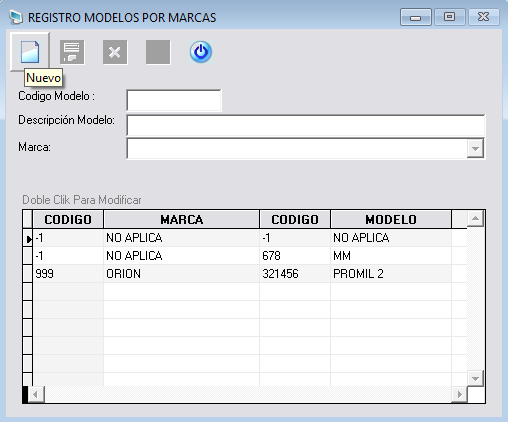 REGISTRO MODELOS POR MARCAS
Nuevo
Codigo Modelo :
Descripción Modelo:
Marca:
Doble Clik Para Modificar
CODIGO MARCA CODIGO MODELO
-1 NO APLICA -1 NO APLICA
-1 NO APLICA 678 MM
999 ORION 321456 PROMIL 2